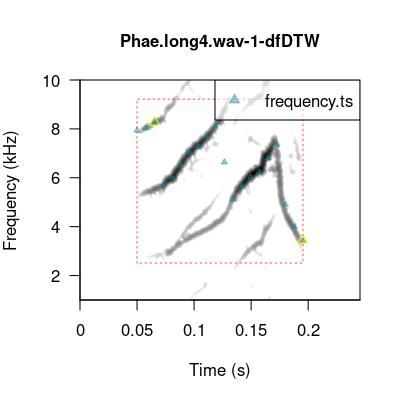 Phae.long4.wav-1-dfDTW
frequency.ts
10
8
6
4
2
Frequency (kHz)
0 0.05 0.1 0.15 0.2
Time (s)